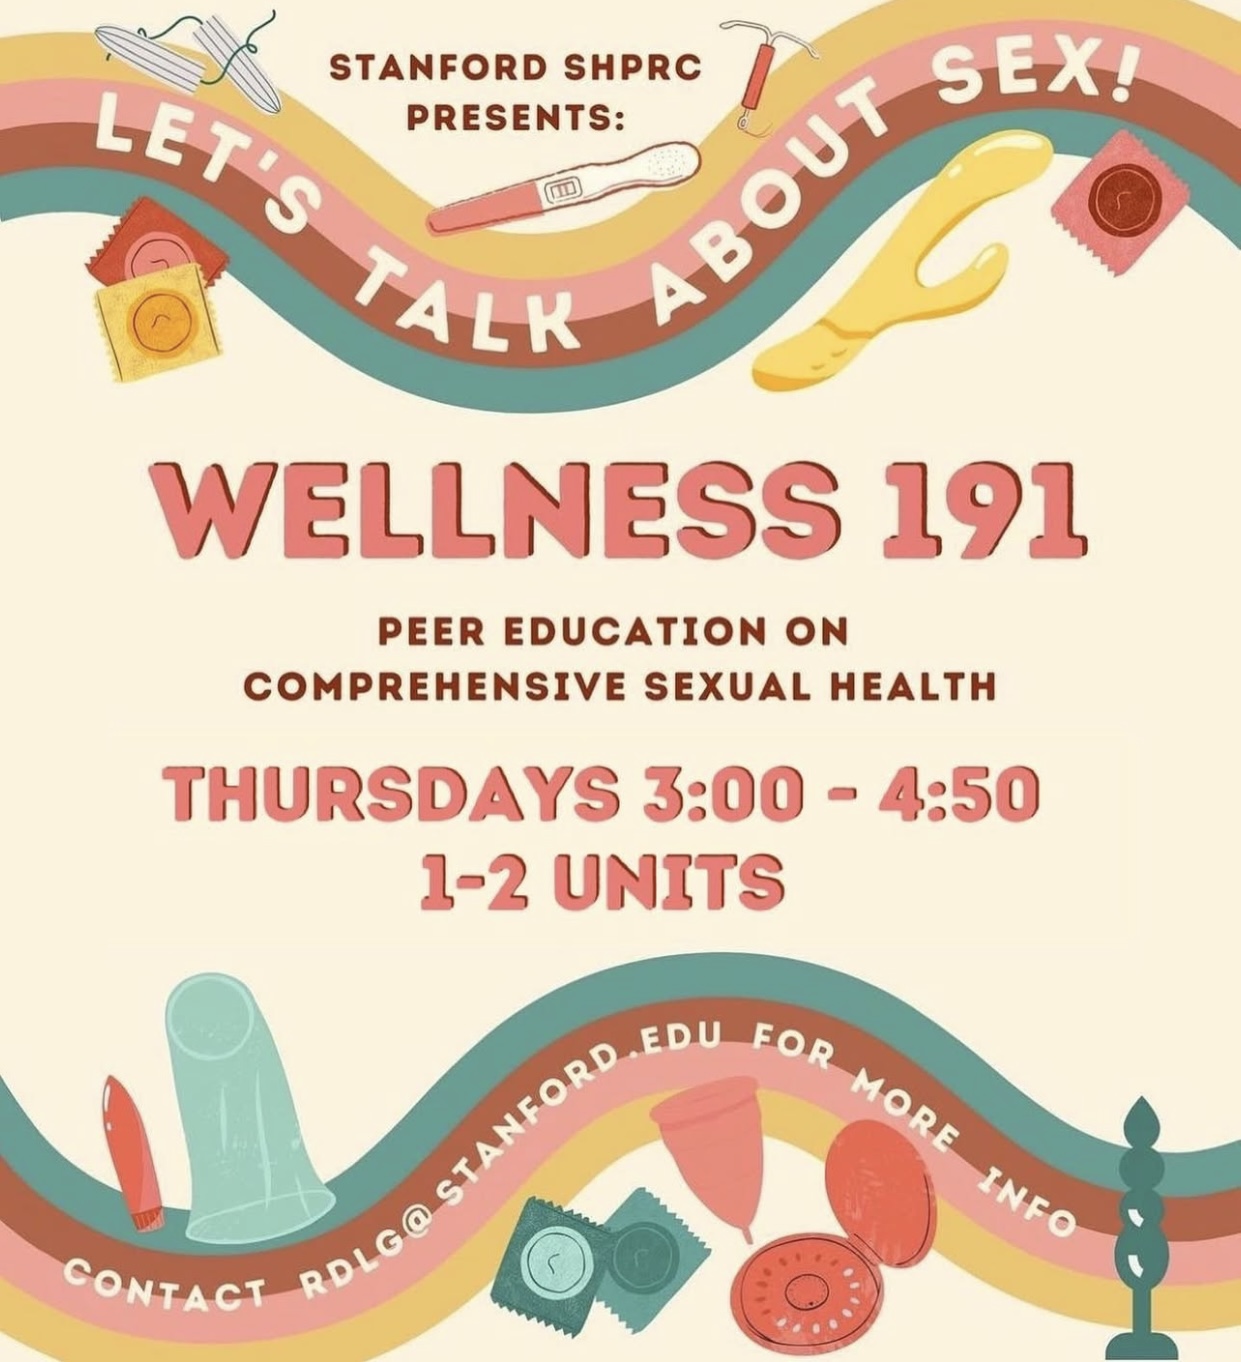 STANFORD SHPRC
PRESENTS:
LET'S TALK ABOUT SEX!
WELLNESS 191
PEER EDUCATION ON
COMPREHENSIVE SEXUAL HEALTH
THURSDAYS 3:00 - 4:50
1-2 UNITS
CONTACT RDLG@STANFORD.EDU FOR MORE INFO